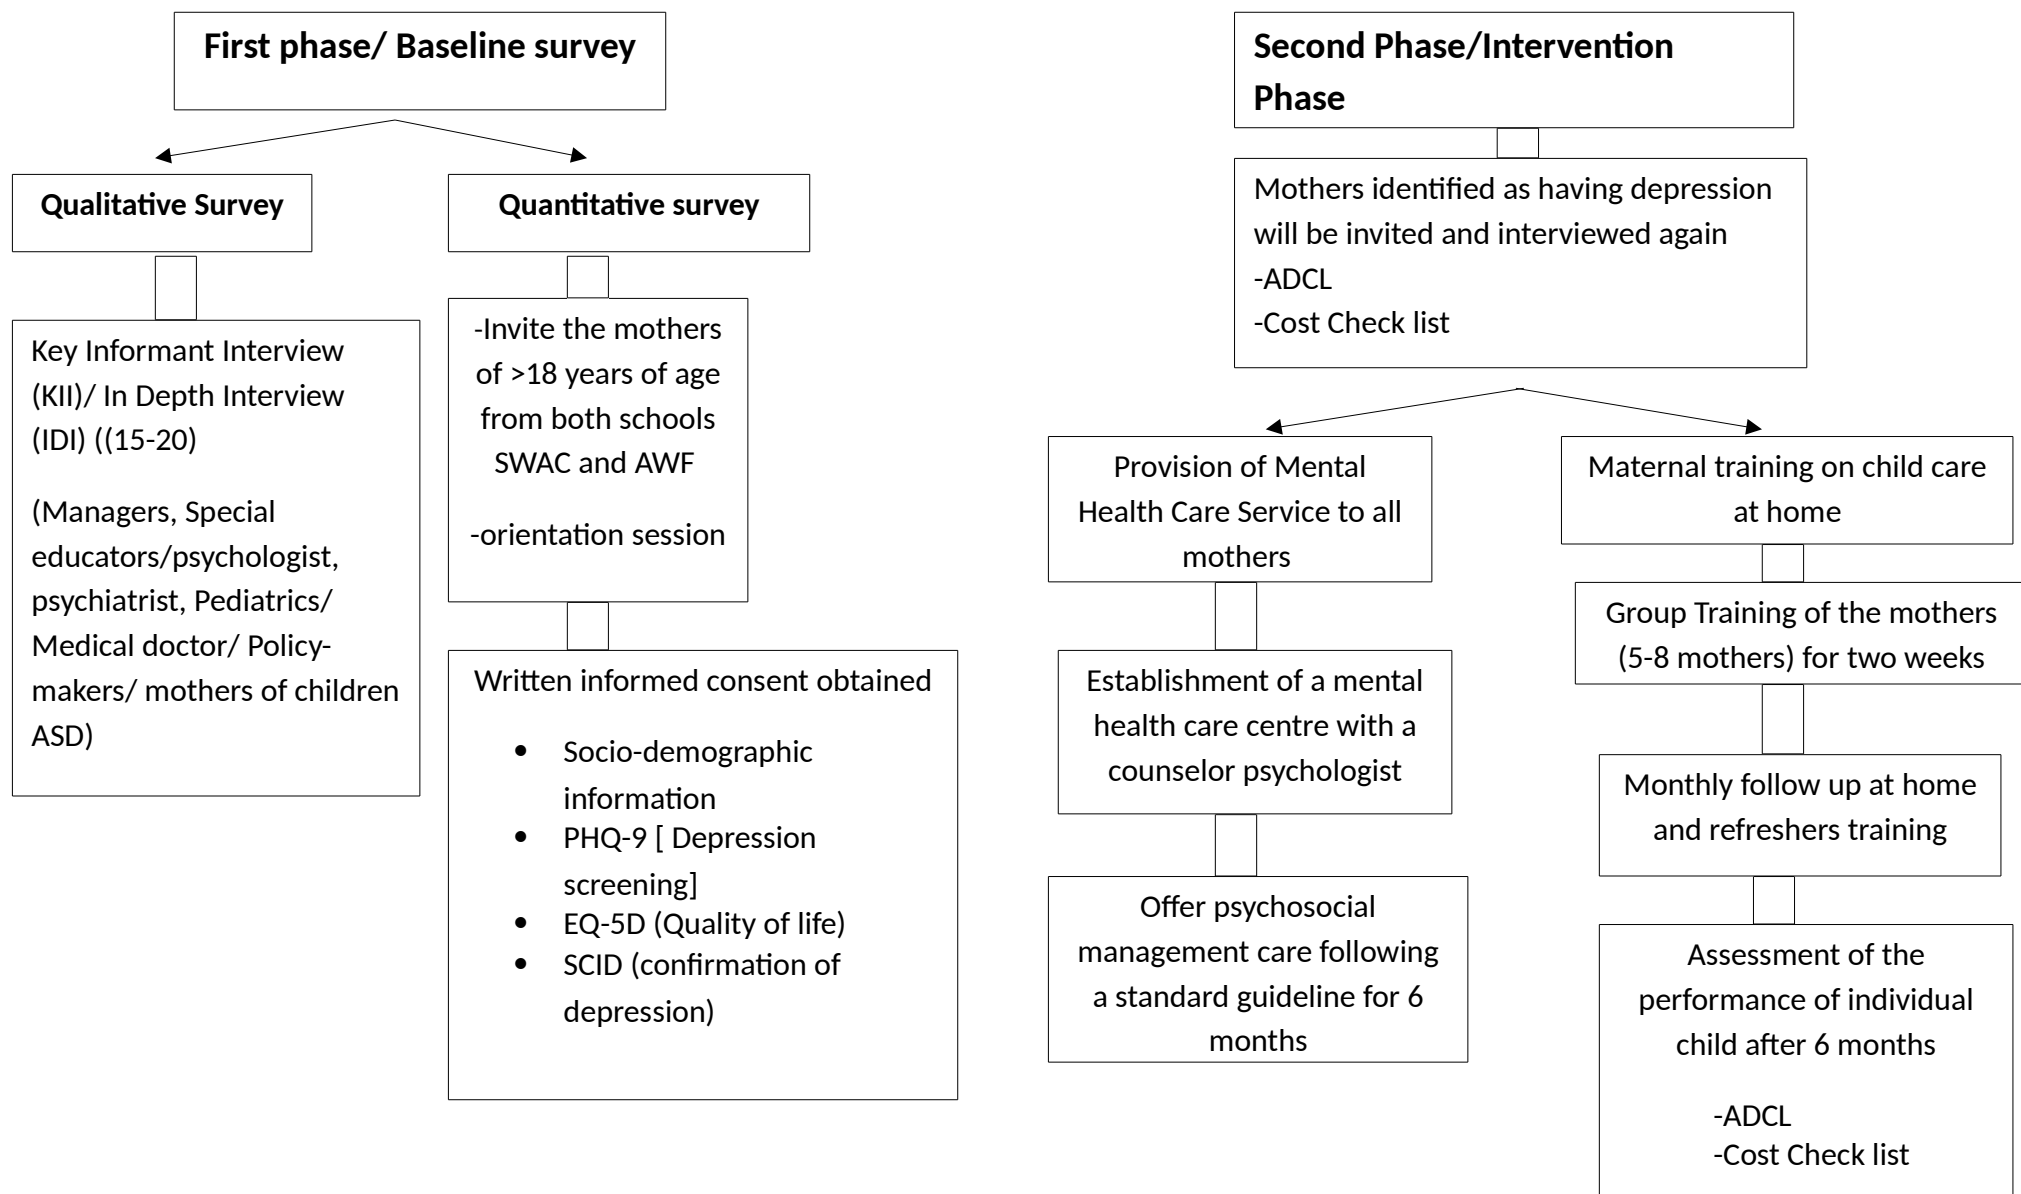 First phase/ Baseline survey
Qualitative Survey
Key Informant Interview
(KII)/ In Depth Interview
(IDI) ((15-20)
(Managers, Special
educators/psychologist,
psychiatrist, Pediatrics/
Medical doctor/ Policy-
makers/ mothers of children
ASD)
Quantitative survey
-Invite the mothers
of >18 years of age
from both schools
SWAC and AWF
-orientation session
Written informed consent obtained
• Socio-demographic
information
• PHQ-9 [ Depression
screening]
• EQ-5D (Quality of life)
• SCID (confirmation of
depression)
Second Phase/Intervention
Phase
Mothers identified as having depression
will be invited and interviewed again
-ADCL
-Cost Check list
Provision of Mental
Health Care Service to all
mothers
Establishment of a mental
health care centre with a
counselor psychologist
Offer psychosocial
management care following
a standard guideline for 6
months
Maternal training on child care
at home
Group Training of the mothers
(5-8 mothers) for two weeks
Monthly follow up at home
and refreshers training
Assessment of the
performance of individual
child after 6 months
-ADCL
-Cost Check list